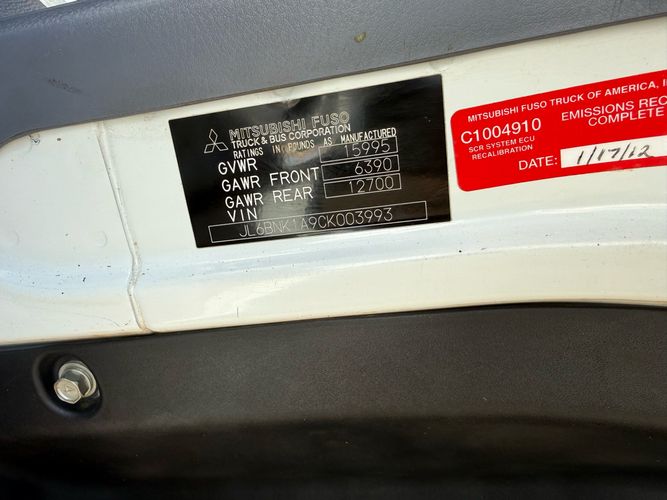 MITSUBISHI FUSO
TRUCK & BUS CORPORATION
RATINGS IN POUNDS AS MANUFACTURED
GVWR 15995
GAWR FRONT 6390
GAWR REAR 12700
VIN
JL6BNK1A9CK003993
MITSUBISHI FUSO TRUCK OF AMERICA, I
C1004910
EMISSIONS REC
COMPLETE
SCR SYSTEM ECU
RECALIBRATION
DATE: 1/17/12